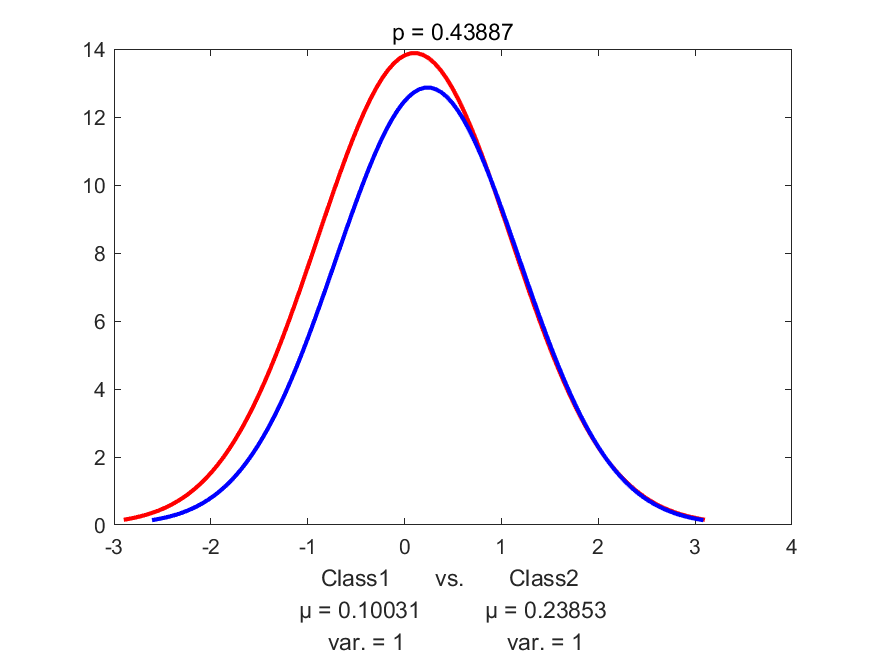 p = 0.43887
14
12
10
8
6
4
2
0
-3 -2 -1 0 1 2 3 4
Class1 vs. Class2
μ = 0.10031 μ = 0.23853
var. = 1 var. = 1